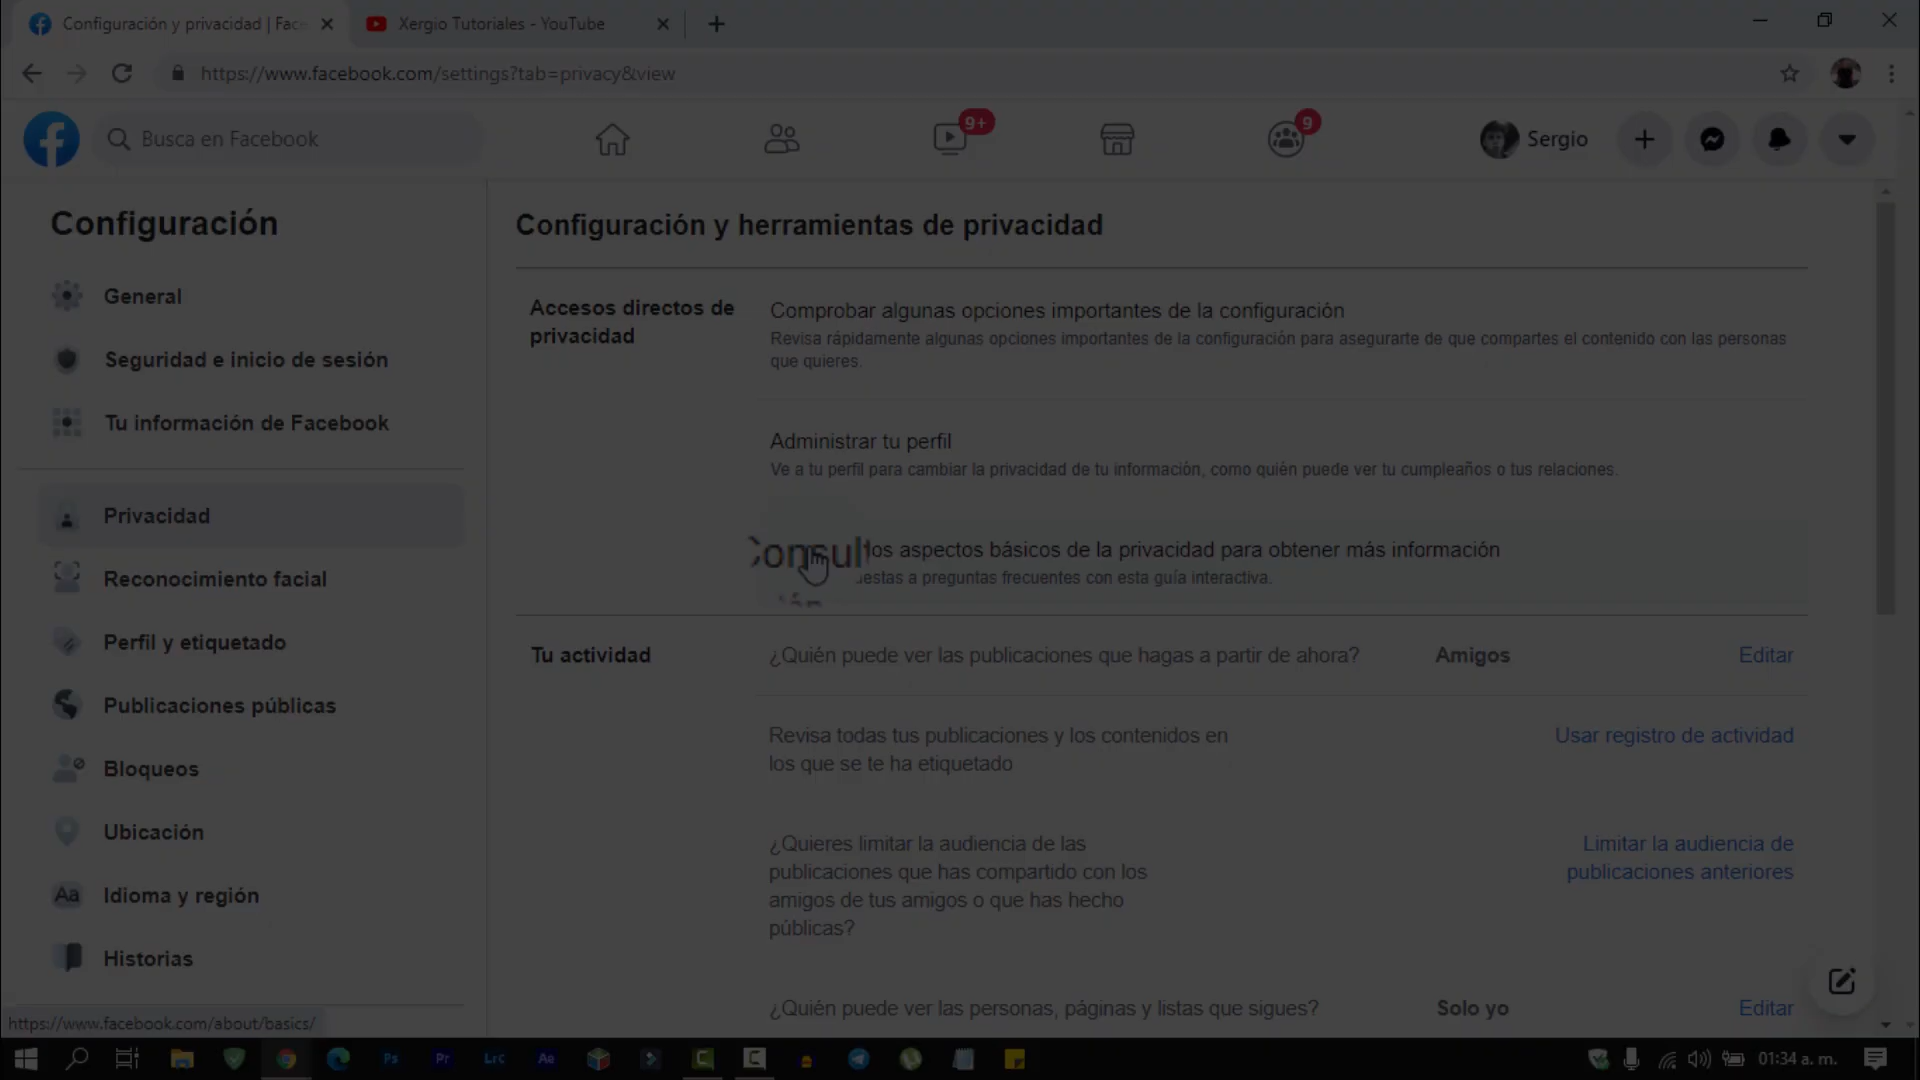 Configuración y privacidad | Face
Xergio Tutoriales - YouTube
https://www.facebook.com/settings?tab=privacy&view
Busca en Facebook
9+
9
Sergio
Configuración
General
Seguridad e inicio de sesión
Tu información de Facebook
Privacidad
Reconocimiento facial
Perfil y etiquetado
Publicaciones públicas
Bloqueos
Ubicación
Aa Idioma y región
Historias
https://www.facebook.com/about/basics/
Configuración y herramientas de privacidad
Accesos directos de
privacidad
Comprobar algunas opciones importantes de la configuración
Revisa rápidamente algunas opciones importantes de la configuración para asegurarte de que compartes el contenido con las personas
que quieres.
Administrar tu perfil
Ve a tu perfil para cambiar la privacidad de tu información, como quién puede ver tu cumpleaños o tus relaciones.
Consul los aspectos básicos de la privacidad para obtener más información
uestas a preguntas frecuentes con esta guía interactiva.
Tu actividad
¿Quién puede ver las publicaciones que hagas a partir de ahora? Amigos Editar
Revisa todas tus publicaciones y los contenidos en
los que se te ha etiquetado
Usar registro de actividad
¿Quieres limitar la audiencia de las
publicaciones que has compartido con los
amigos de tus amigos o que has hecho
públicas?
Limitar la audiencia de
publicaciones anteriores
¿Quién puede ver las personas, páginas y listas que sigues? Solo yo Editar
Ps Pr Lrc Ae
01:34 a. m.